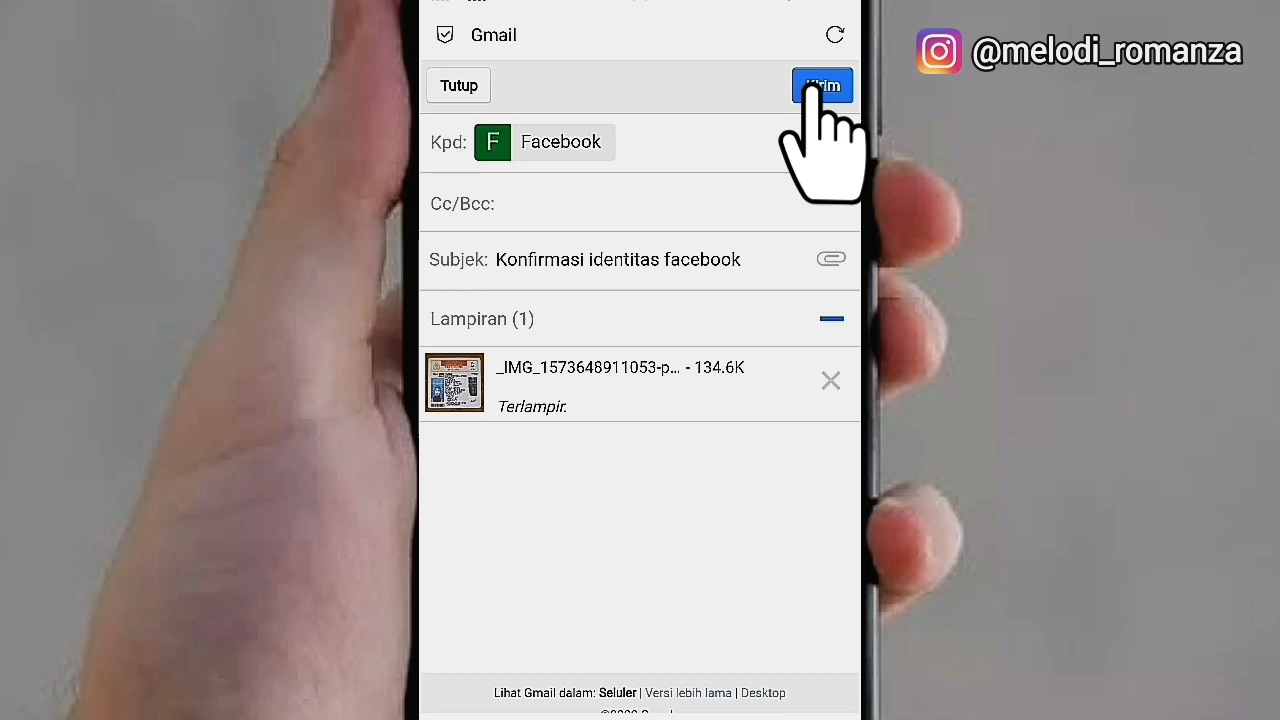 Gmail
@melodi_romanza
Tutup
Kirim
Kpd: F Facebook
Cc/Bcc:
Subjek: Konfirmasi identitas facebook
Lampiran (1)
_IMG_1573648911053-p... - 134.6K
Terlampir.
Lihat Gmail dalam: Seluler | Versi lebih lama | Desktop